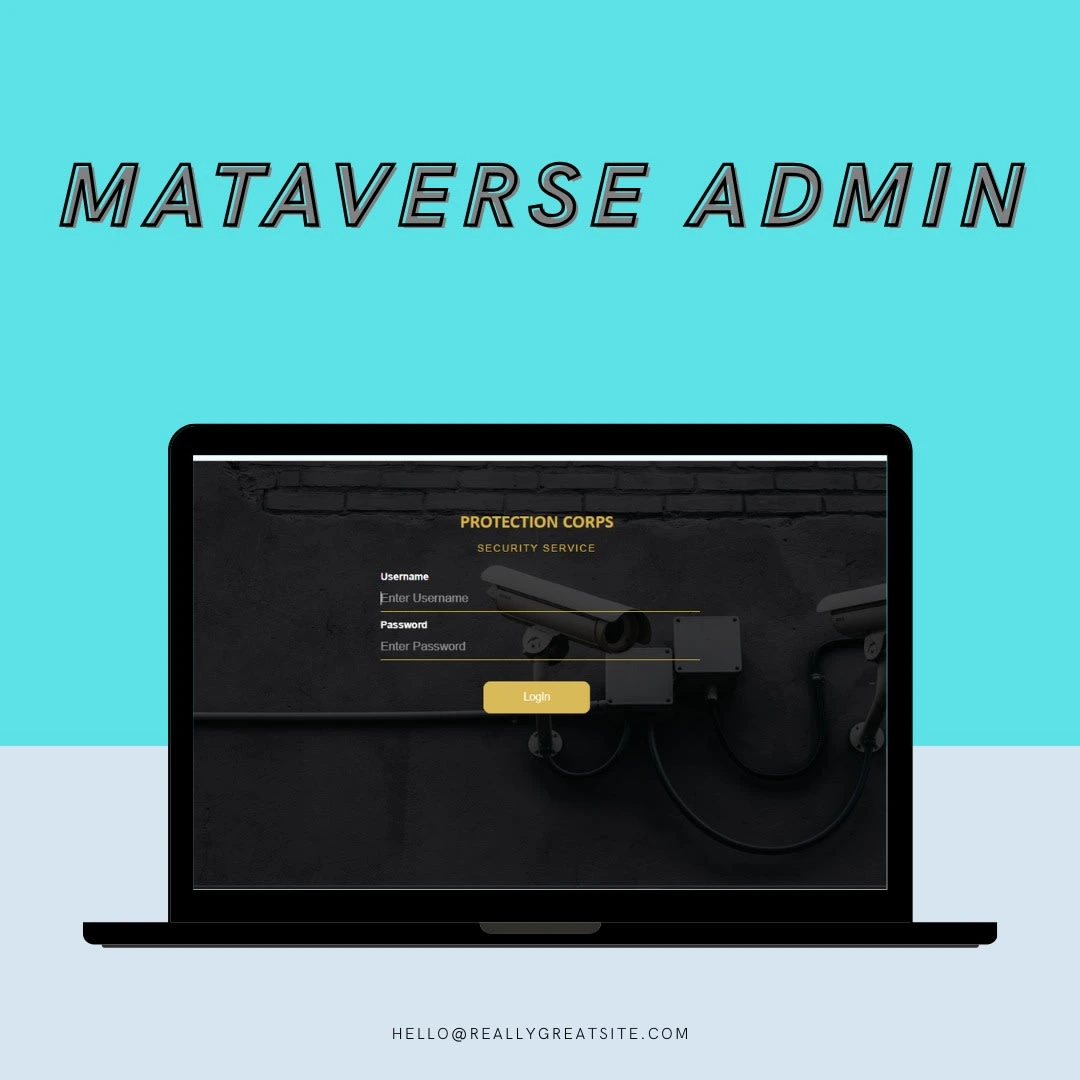 MATAVERSE ADMIN
PROTECTION CORPS
SECURITY SERVICE
Username
Enter Username
Password
Enter Password
Login
HELLO@REALLYGREATSITE.COM